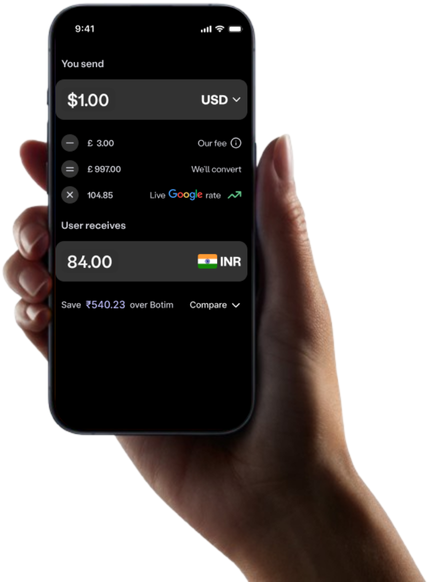 9:41
You send
$1.00 USD
£ 3.00 Our fee
£ 997.00 We'll convert
104.85 Live Google rate
User receives
84.00 INR
Save ₹540.23 over Botim Compare